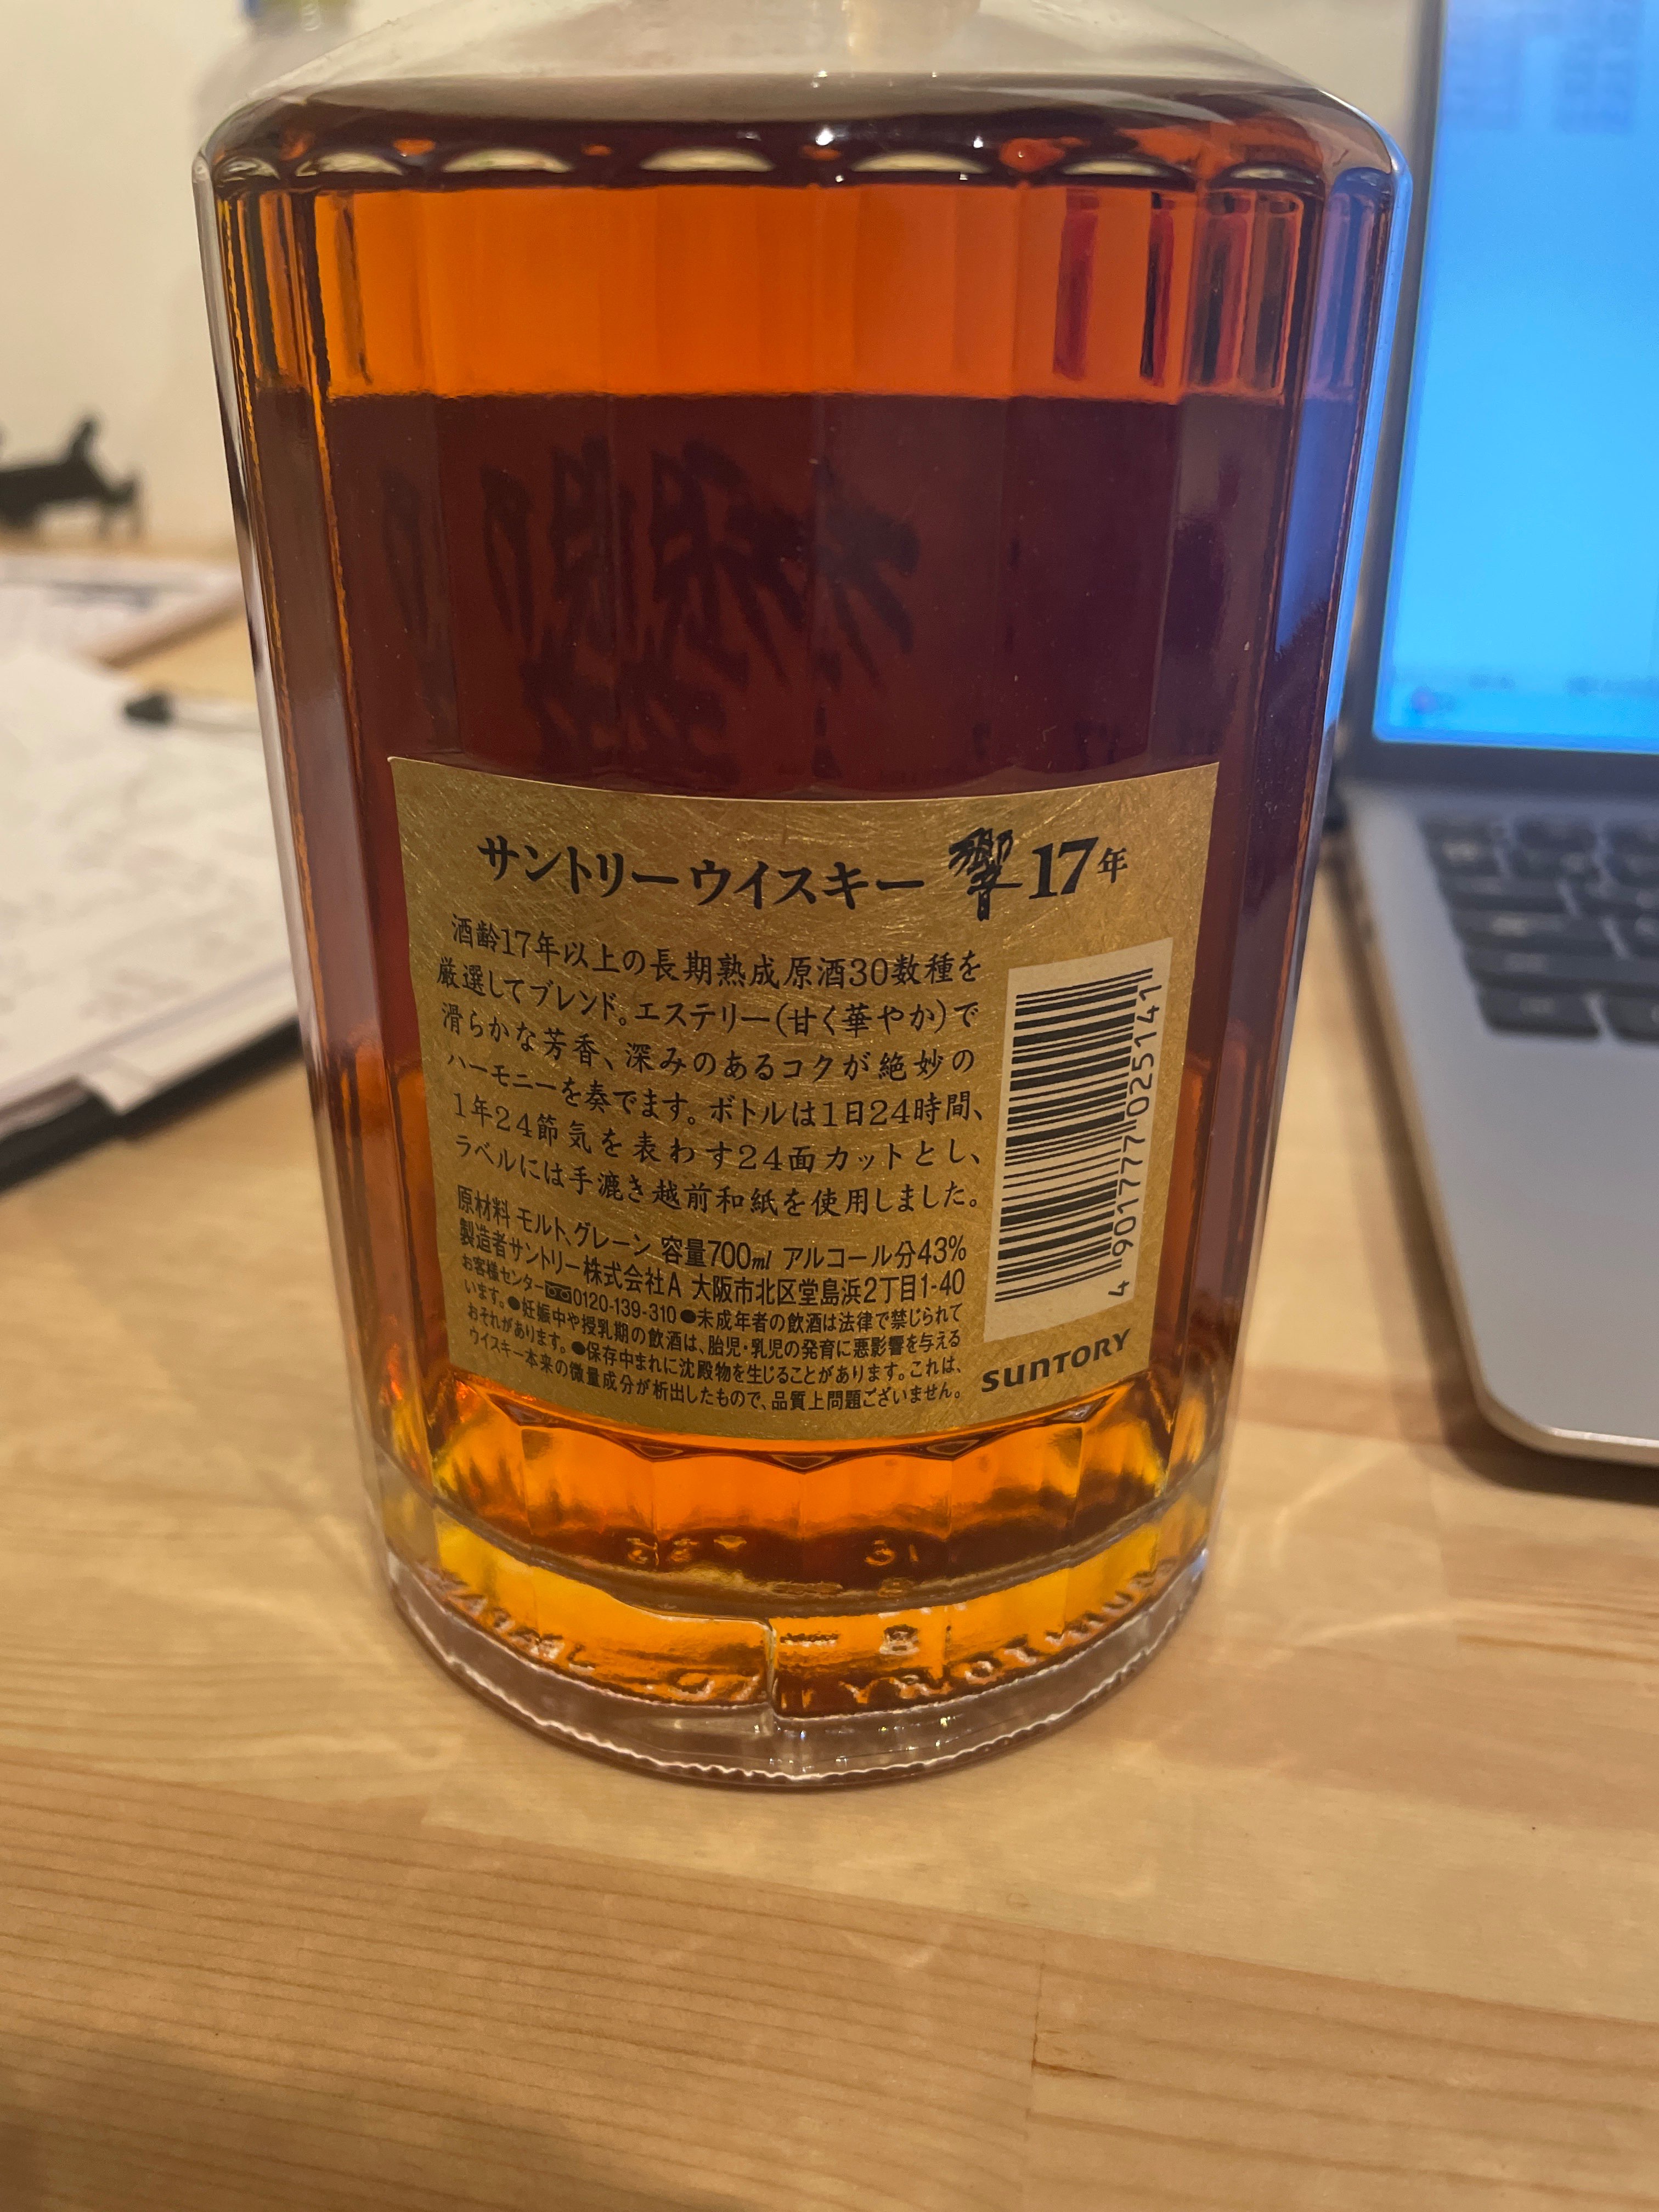 サントリーウイスキー 響 17年
酒齢17年以上の長期熟成原酒30数種を
厳選してブレンド。エステリー(甘く華やか)で
滑らかな芳香、深みのあるコクが絶妙の
ハーモニーを奏でます。ボトルは1日24時間、
1年24節気を表わす24面カットとし、
ラベルには手漉き越前和紙を使用しました。
原材料 モルト、グレーン 容量700ml アルコール分43%
製造者サントリー株式会社A 大阪市北区堂島浜2丁目1-40
お客様センター 0120-139-310 ●未成年者の飲酒は法律で禁じられて
います。●妊娠中や授乳期の飲酒は、胎児・乳児の発育に悪影響を与える
おそれがあります。●保存中まれに沈殿物を生じることがあります。これは、
ウイスキー本来の微量成分が析出したもので、品質上問題ございません。
4 901777 025141
SUNTORY